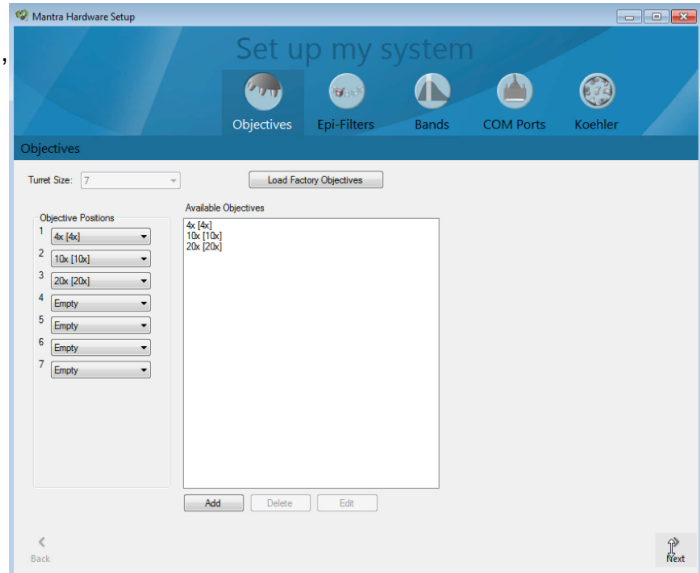 Mantra Hardware Setup
,
Set up my system
Objectives Epi-Filters Bands COM Ports Koehler
Objectives
Turret Size: 7
Load Factory Objectives
Objective Positions
1 4x [4x]
2 10x [10x]
3 20x [20x]
4 Empty
5 Empty
6 Empty
7 Empty
Available Objectives
4x [4x]
10x [10x]
20x [20x]
Add Delete Edit
Back
Next